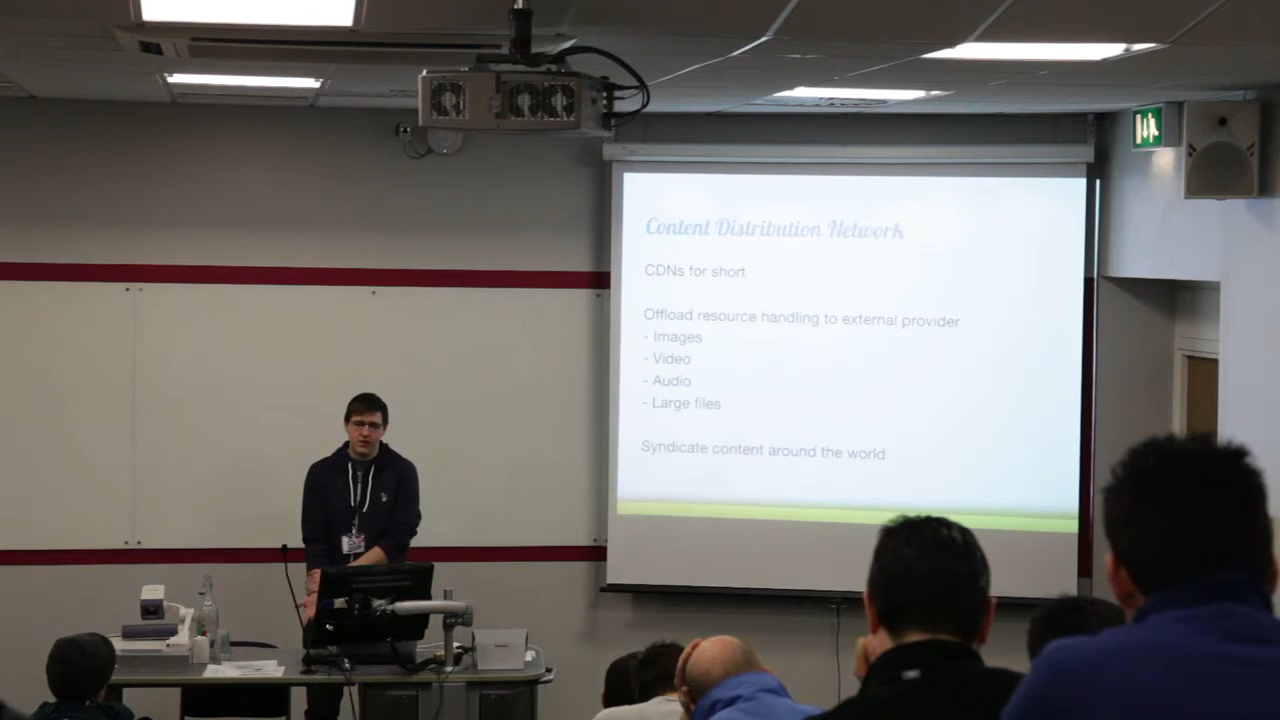 Content Distribution Network
CDNs for short
Offload resource handling to external provider
- Images
- Video
- Audio
- Large files
Syndicate content around the world